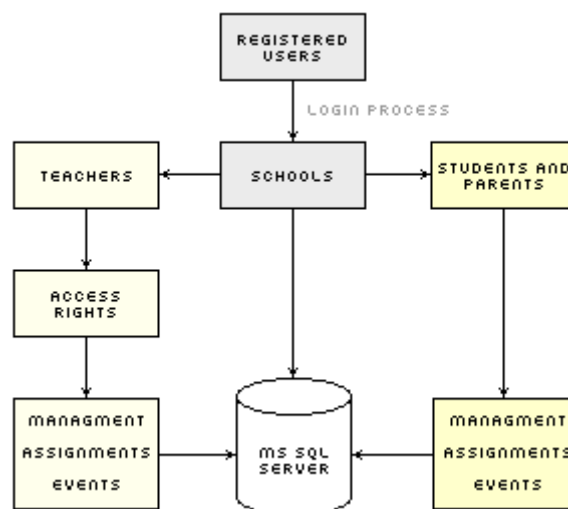 REGISTERED
USERS
LOGIN PROCESS
TEACHERS
SCHOOLS
STUDENTS AND
PARENTS
ACCESS
RIGHTS
MANAGMENT
ASSIGNMENTS
EVENTS
MS SQL
SERVER
MANAGMENT
ASSIGNMENTS
EVENTS